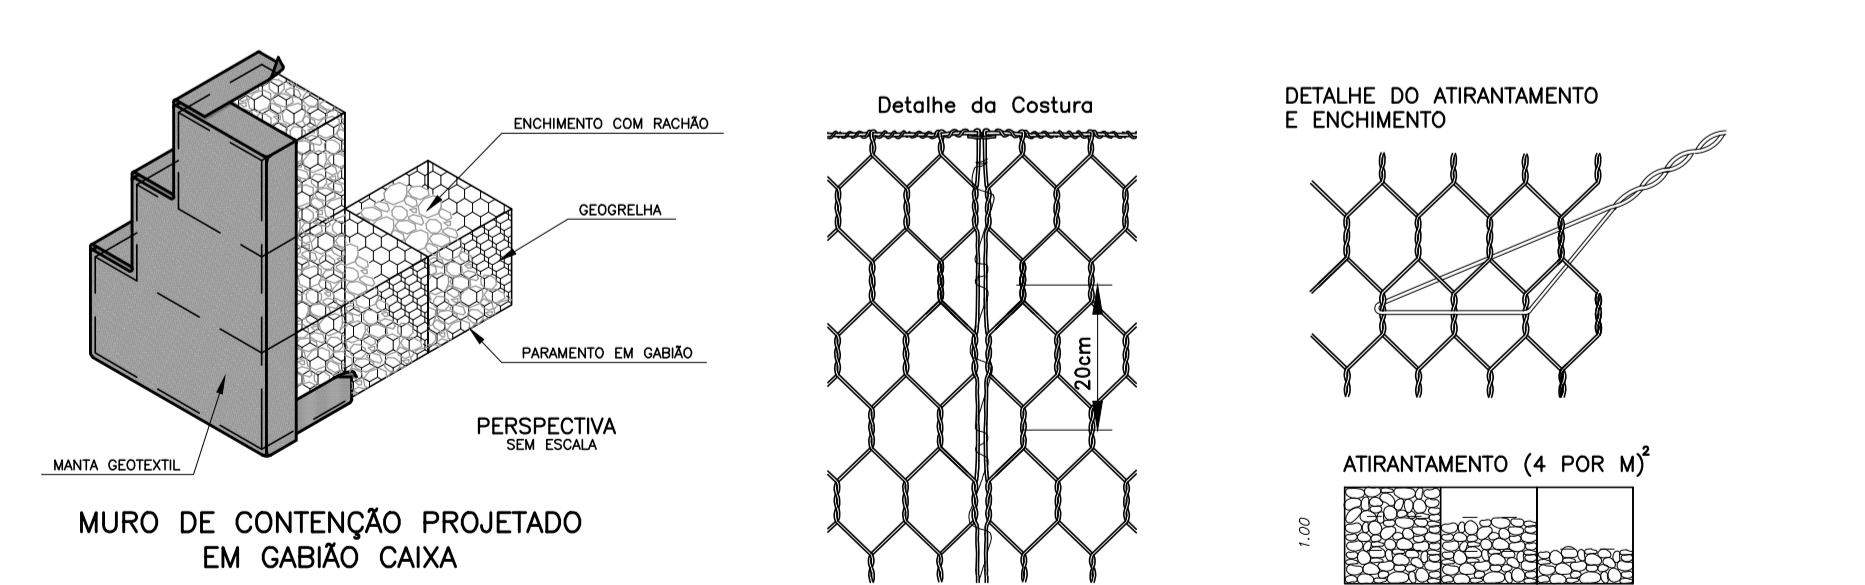 ENCHIMENTO COM RACHÃO
GEOGRELHA
PARAMENTO EM GABIÃO
PERSPECTIVA
SEM ESCALA
MANTA GEOTEXTIL
MURO DE CONTENÇÃO PROJETADO
EM GABIÃO CAIXA
Detalhe da Costura
20cm
DETALHE DO ATIRANTAMENTO
E ENCHIMENTO
ATIRANTAMENTO (4 POR M)²
1.00